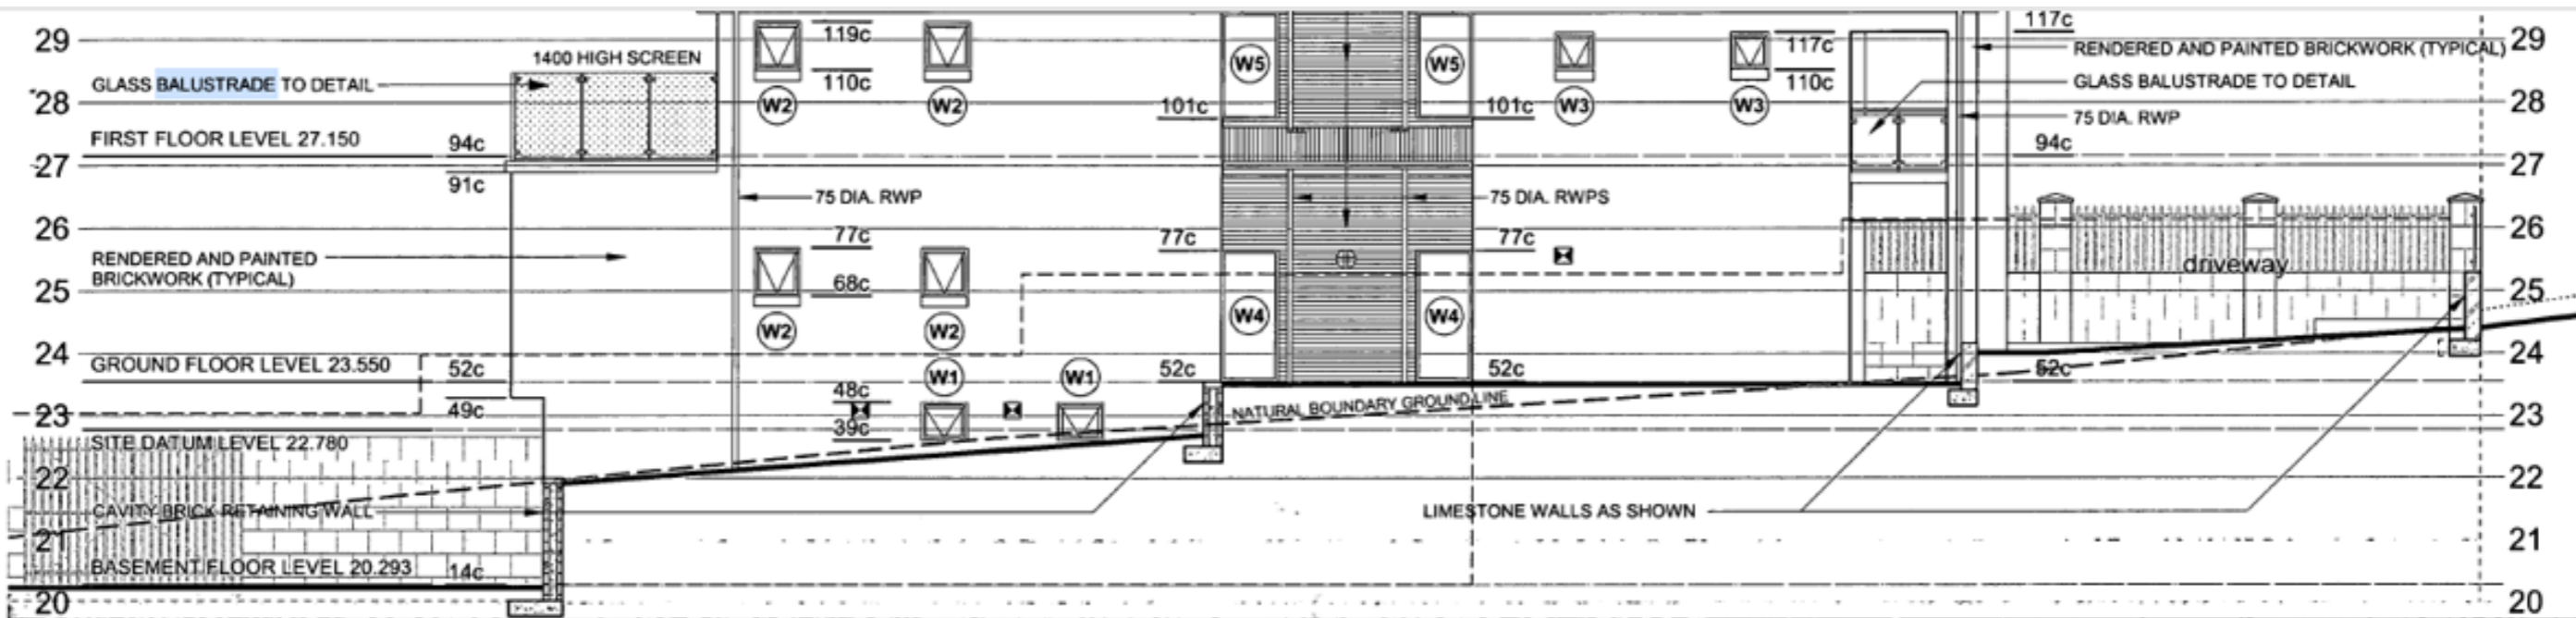 117c
29
119c
117c
29
1400 HIGH SCREEN
W5
W5
RENDERED AND PAINTED BRICKWORK (TYPICAL)
GLASS BALUSTRADE TO DETAIL
110c
110c
GLASS BALUSTRADE TO DETAIL
28
W2
W2
101c
101c
W3
W3
28
75 DIA. RWP
FIRST FLOOR LEVEL 27.150
94c
94c
27
27
91c
75 DIA. RWP
75 DIA. RWPS
26
77c
77c
77c
26
RENDERED AND PAINTED
BRICKWORK (TYPICAL)
driveway
25
68c
25
W2
W2
W4
W4
24
24
GROUND FLOOR LEVEL 23.550
52c
W1
W1
52c
52c
52c
48c
23
49c
NATURAL BOUNDARY GROUND LINE
23
39c
SITE DATUM LEVEL 22.780
22
22
CAVITY BRICK RETAINING WALL
LIMESTONE WALLS AS SHOWN
21
21
BASEMENT FLOOR LEVEL 20.293
14c
20
20